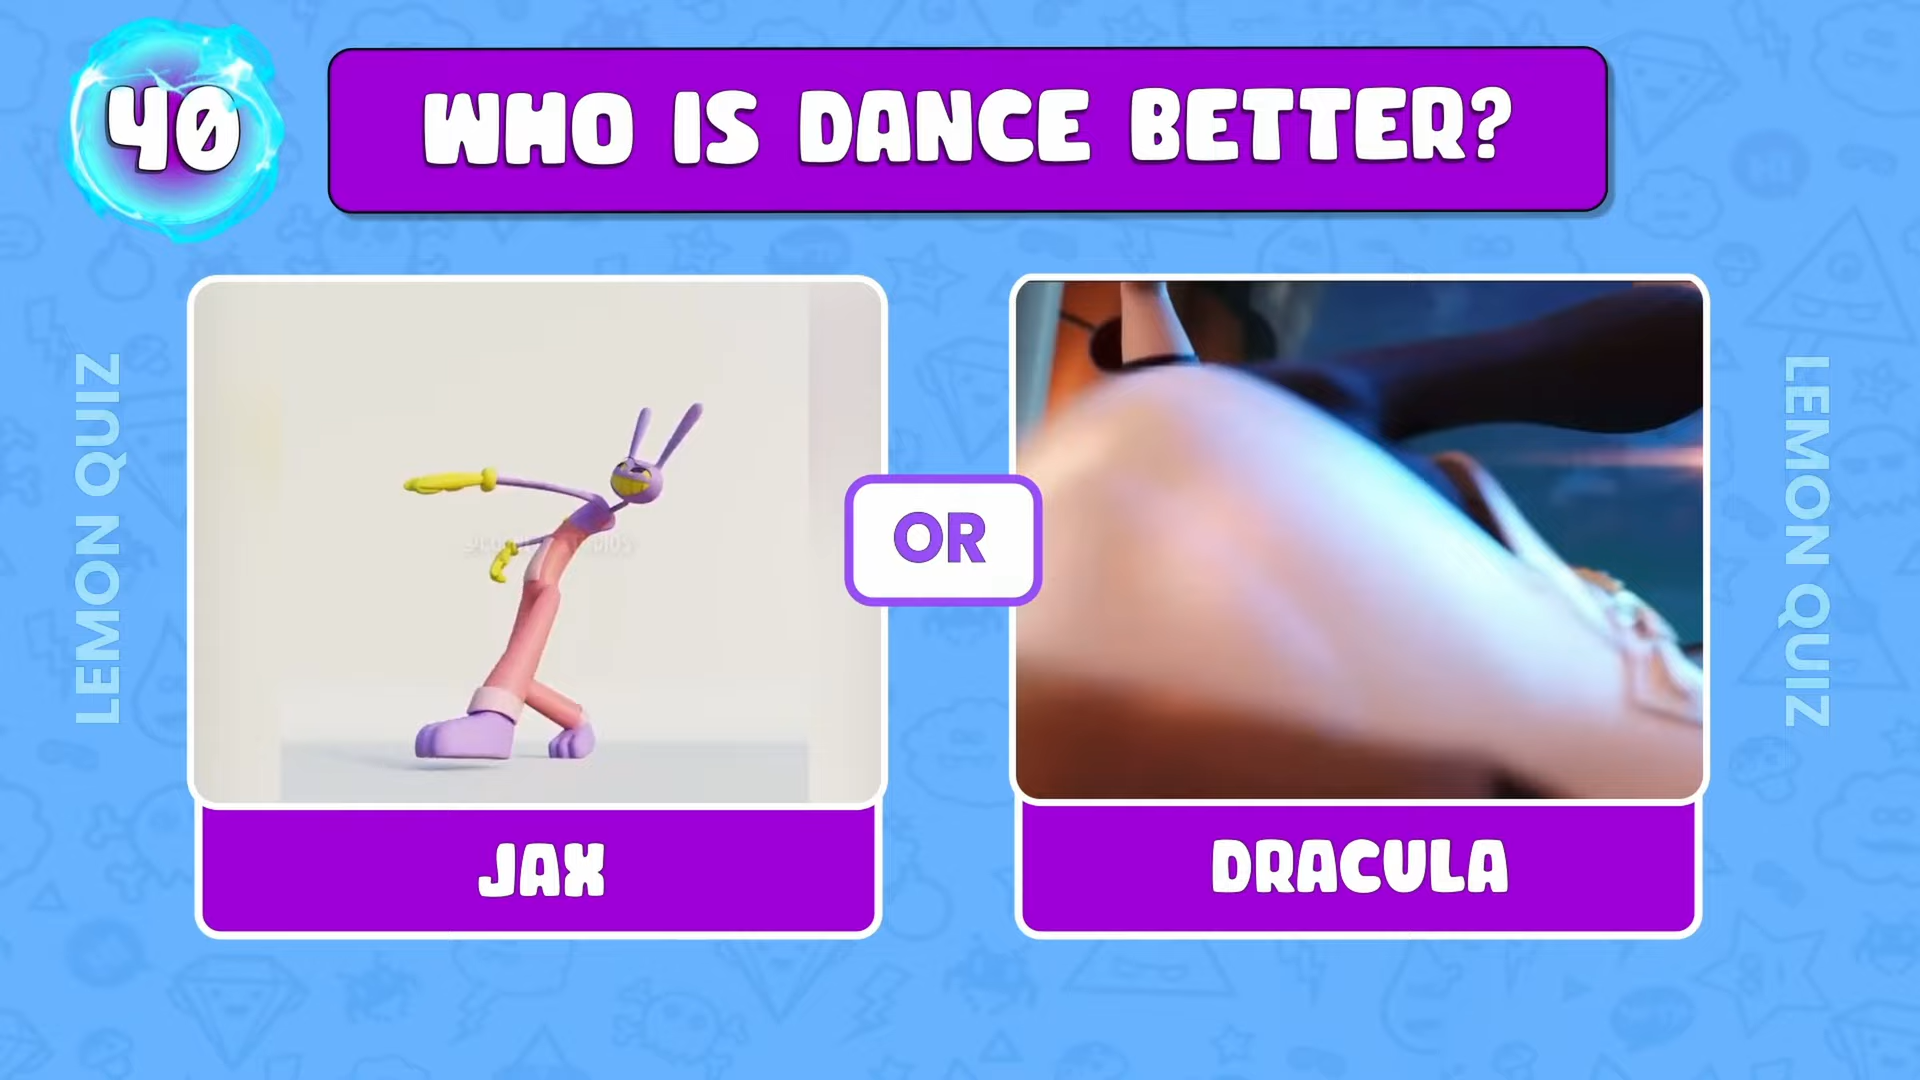 40
WHO IS DANCE BETTER?
LEMON QUIZ
OR
LEMON QUIZ
JAX
DRACULA